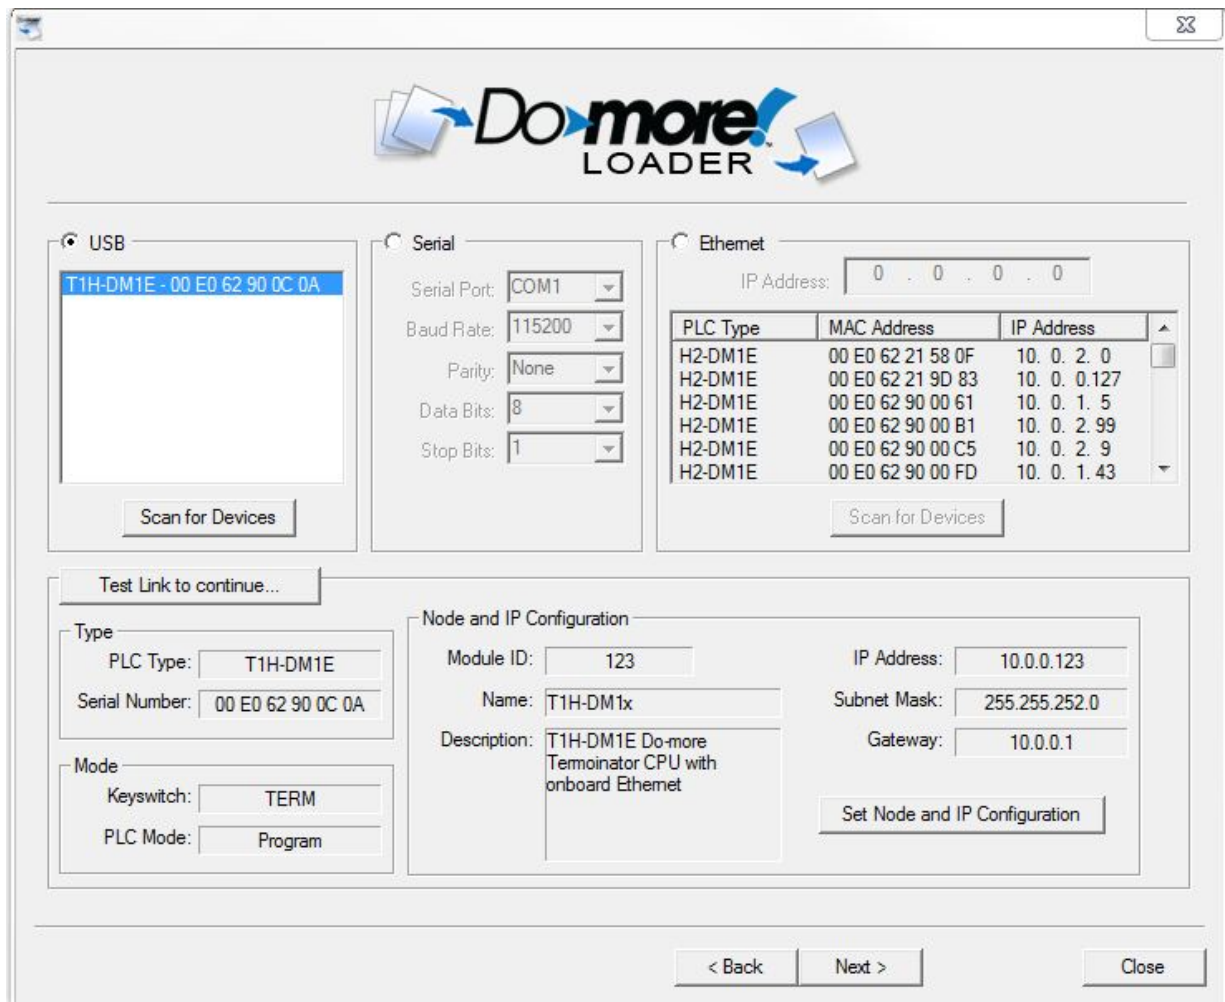 Do more!™
LOADER
USB
T1H-DM1E - 00 E0 62 90 0C 0A
Scan for Devices
Serial
Serial Port: COM1
Baud Rate: 115200
Parity: None
Data Bits: 8
Stop Bits: 1
Ethernet
IP Address: 0 . 0 . 0 . 0
PLC Type MAC Address IP Address
H2-DM1E 00 E0 62 21 58 0F 10. 0. 2. 0
H2-DM1E 00 E0 62 21 9D 83 10. 0. 0.127
H2-DM1E 00 E0 62 90 00 61 10. 0. 1. 5
H2-DM1E 00 E0 62 90 00 B1 10. 0. 2. 99
H2-DM1E 00 E0 62 90 00 C5 10. 0. 2. 9
H2-DM1E 00 E0 62 90 00 FD 10. 0. 1. 43
Scan for Devices
Test Link to continue...
Type
PLC Type: T1H-DM1E
Serial Number: 00 E0 62 90 0C 0A
Mode
Keyswitch: TERM
PLC Mode: Program
Node and IP Configuration
Module ID: 123
Name: T1H-DM1x
Description: T1H-DM1E Do-more
Termoinator CPU with
onboard Ethernet
IP Address: 10.0.0.123
Subnet Mask: 255.255.252.0
Gateway: 10.0.0.1
Set Node and IP Configuration
< Back
Next >
Close